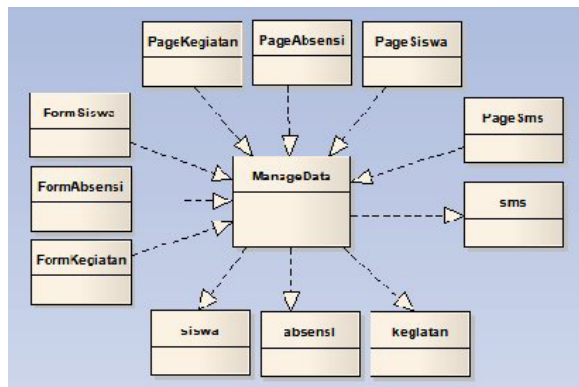 PageKegiatan
PageAbsensi
PageSiswa
FormSiswa
PageSms
FormAbsensi
ManageData
sms
FormKegiatan
siswa
absensi
kegiatan